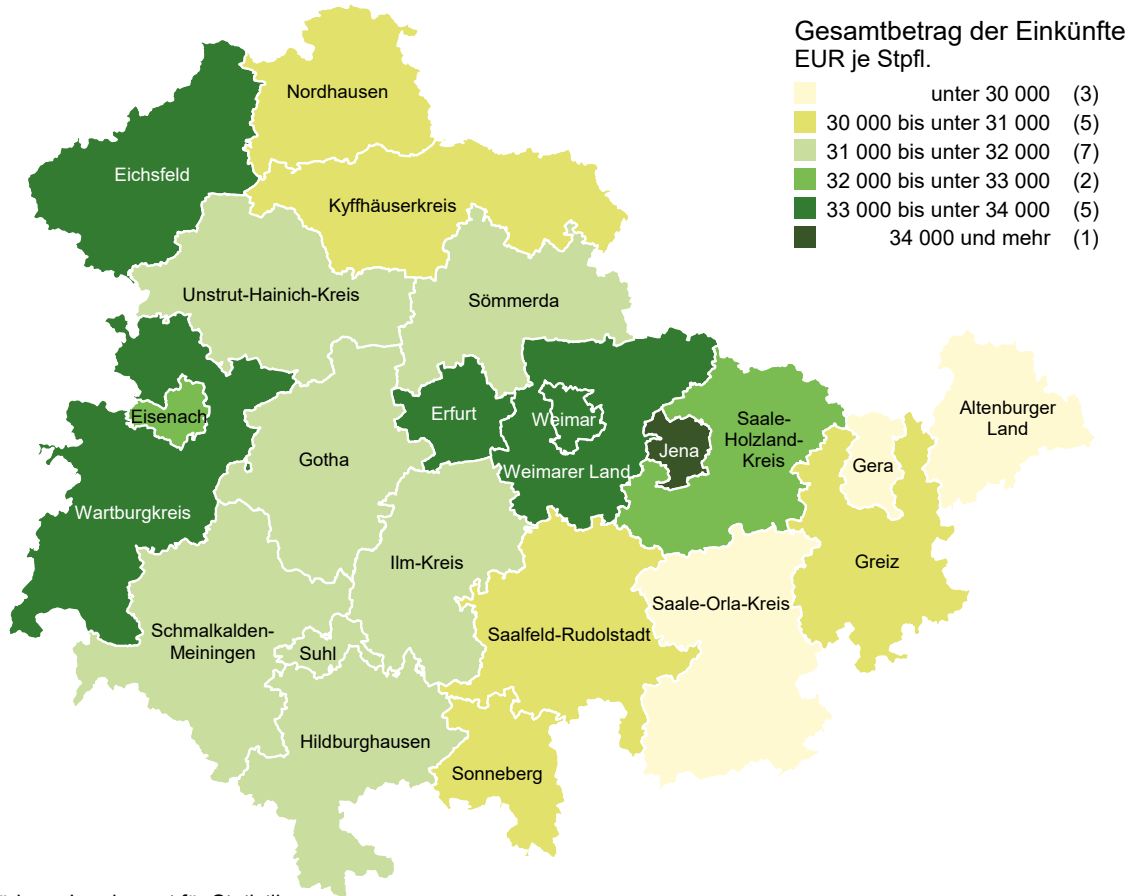 Gesamtbetrag der Einkünfte
EUR je Stpfl.
unter 30 000 (3)
30 000 bis unter 31 000 (5)
31 000 bis unter 32 000 (7)
32 000 bis unter 33 000 (2)
33 000 bis unter 34 000 (5)
34 000 und mehr (1)
Nordhausen
Eichsfeld
Kyffhäuserkreis
Unstrut-Hainich-Kreis
Sömmerda
Eisenach
Erfurt
Weimar
Jena
Saale-
Holzland-
Kreis
Altenburger
Land
Gotha
Weimarer Land
Gera
Wartburgkreis
Ilm-Kreis
Greiz
Saale-Orla-Kreis
Schmalkalden-
Meiningen
Suhl
Saalfeld-Rudolstadt
Hildburghausen
Sonneberg